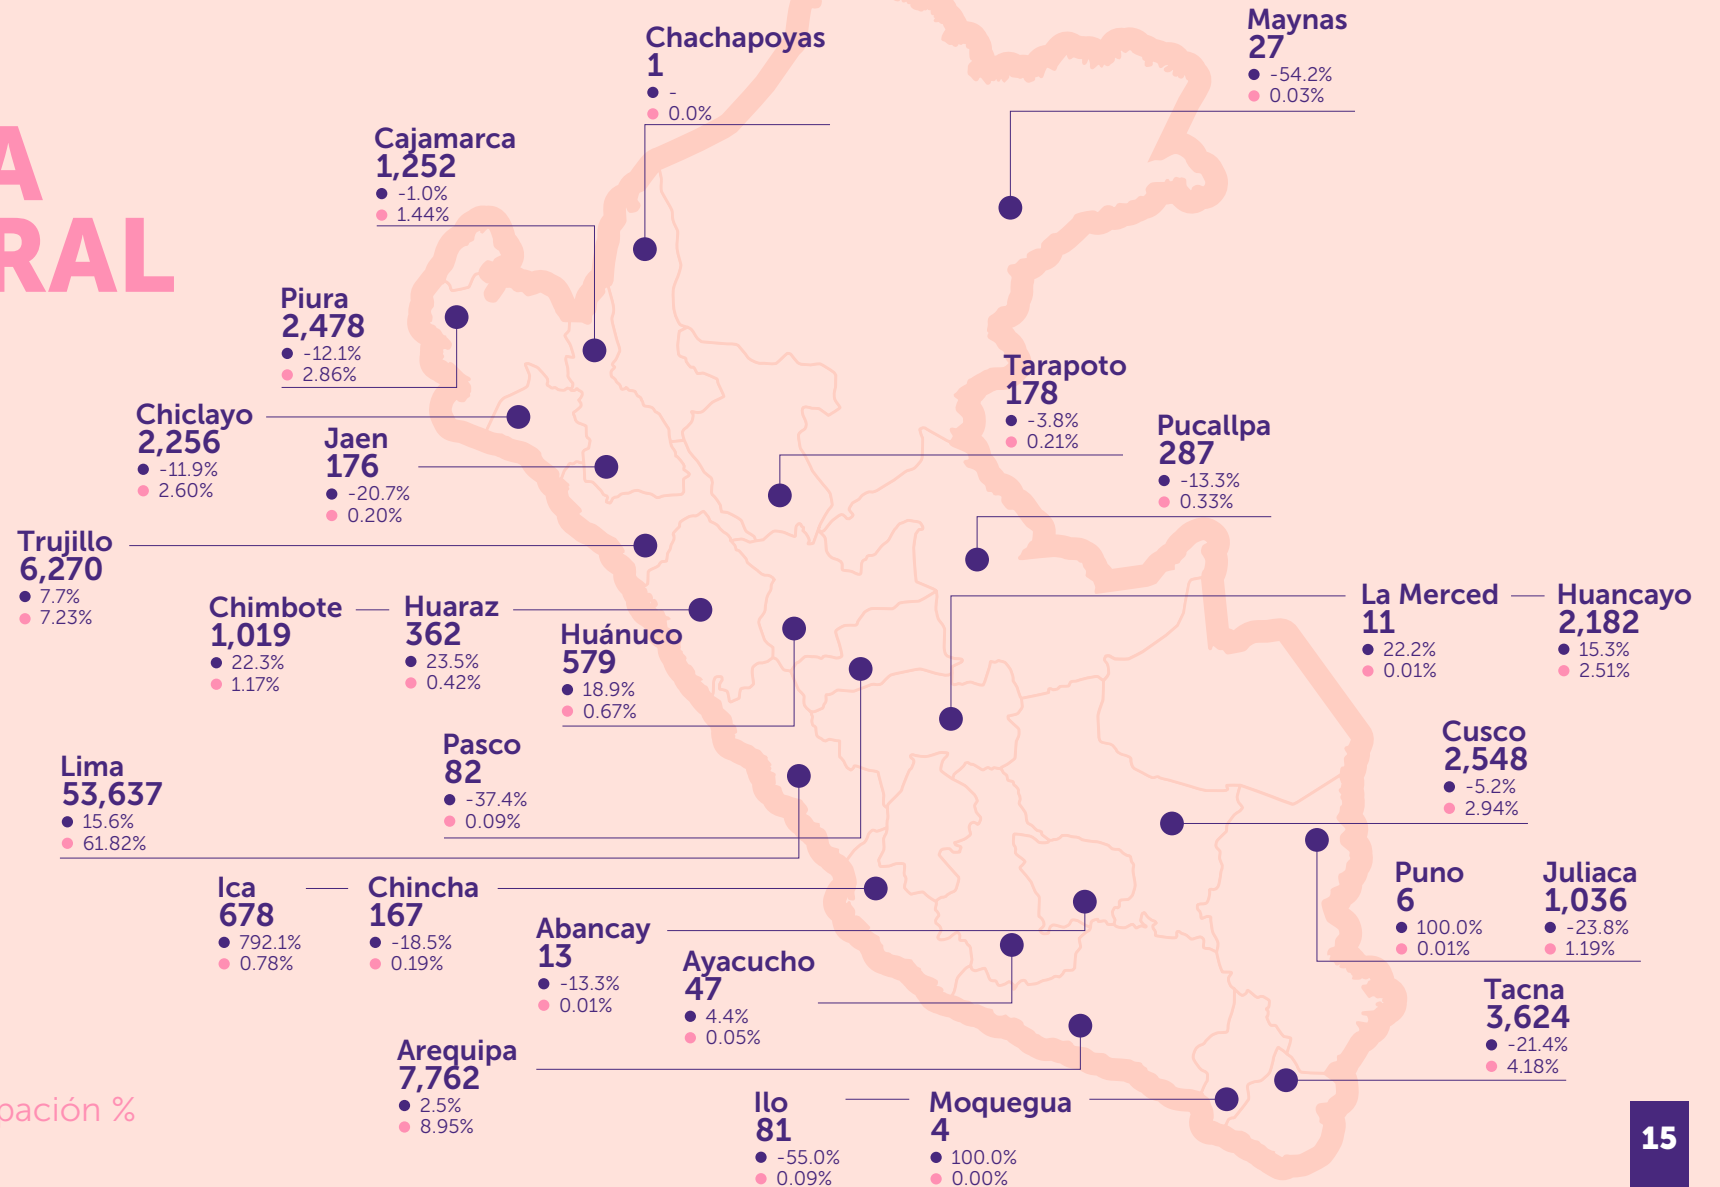 A
RAL
Chachapoyas
1
-
0.0%
Maynas
27
-54.2%
0.03%
Cajamarca
1,252
-1.0%
1.44%
Piura
2,478
-12.1%
2.86%
Tarapoto
178
-3.8%
0.21%
Chiclayo
2,256
-11.9%
2.60%
Jaen
176
-20.7%
0.20%
Pucallpa
287
-13.3%
0.33%
Trujillo
6,270
7.7%
7.23%
Chimbote
1,019
22.3%
1.17%
Huaraz
362
23.5%
0.42%
Huánuco
579
18.9%
0.67%
La Merced
11
22.2%
0.01%
Huancayo
2,182
15.3%
2.51%
Pasco
82
-37.4%
0.09%
Lima
53,637
15.6%
61.82%
Cusco
2,548
-5.2%
2.94%
Ica
678
792.1%
0.78%
Chincha
167
-18.5%
0.19%
Puno
6
100.0%
0.01%
Juliaca
1,036
-23.8%
1.19%
Abancay
13
-13.3%
0.01%
Ayacucho
47
4.4%
0.05%
Tacna
3,624
-21.4%
4.18%
Arequipa
7,762
2.5%
8.95%
Ilo
81
-55.0%
0.09%
Moquegua
4
100.0%
0.00%
pación %
15